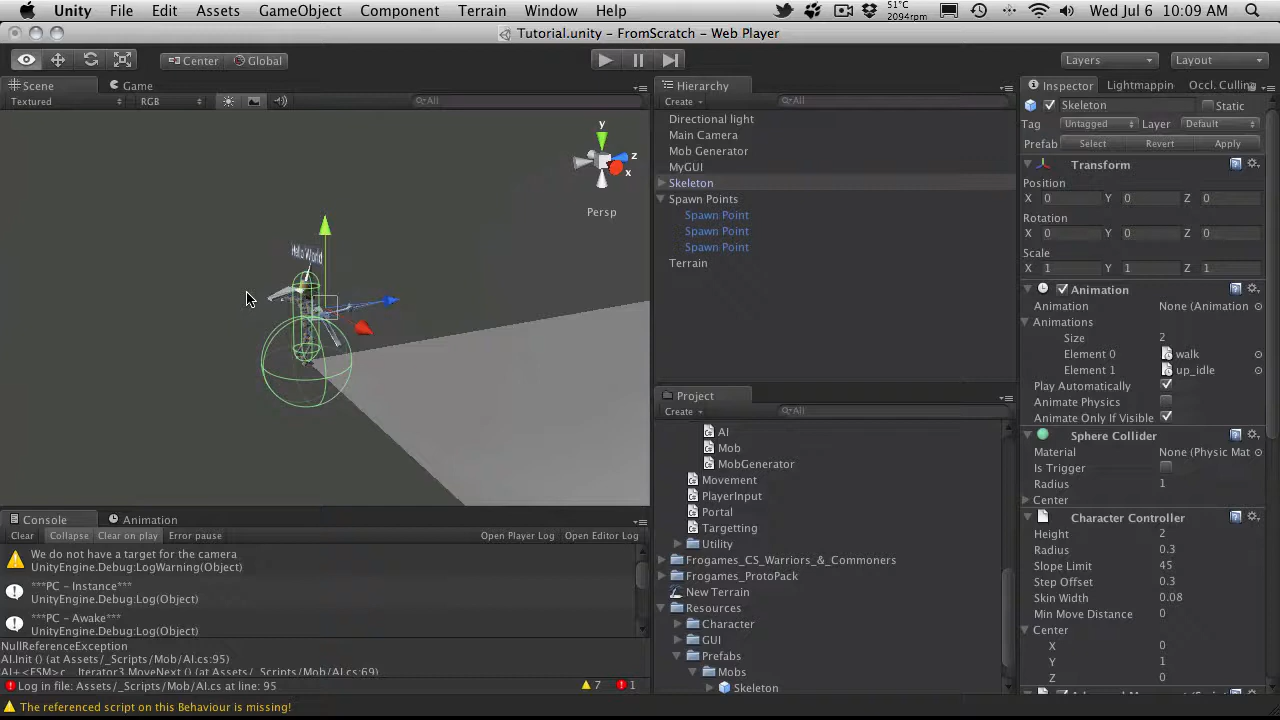 Unity File Edit Assets GameObject Component Terrain Window Help 51°C 2094rpm Wed Jul 6 10:09 AM
Tutorial.unity - FromScratch - Web Player
Center Global Layers Layout
Scene Game
Textured RGB All
y
z
x
Persp
Hello World
Hierarchy
Create All
Directional light
Main Camera
Mob Generator
MyGUI
Skeleton
Spawn Points
Spawn Point
Spawn Point
Spawn Point
Terrain
Project
Create All
AI
Mob
MobGenerator
Movement
PlayerInput
Portal
Targetting
Utility
Frogames_CS_Warriors_&_Commoners
Frogames_ProtoPack
New Terrain
Resources
Character
GUI
Prefabs
Mobs
Skeleton
Inspector Lightmappin Occl. Culling
Skeleton Static
Tag Untagged Layer Default
Prefab Select Revert Apply
Transform
Position
X 0 Y 0 Z 0
Rotation
X 0 Y 0 Z 0
Scale
X 1 Y 1 Z 1
Animation
Animation None (Animation
Animations
Size 2
Element 0 walk
Element 1 up_idle
Play Automatically
Animate Physics
Animate Only If Visible
Sphere Collider
Material None (Physic Mat
Is Trigger
Radius 1
Center
Character Controller
Height 2
Radius 0.3
Slope Limit 45
Step Offset 0.3
Skin Width 0.08
Min Move Distance 0
Center
X 0
Y 1
Z 0
Console Animation
Clear Collapse Clear on play Error pause Open Player Log Open Editor Log
We do not have a target for the camera
UnityEngine.Debug:LogWarning(Object)
***PC - Instance***
UnityEngine.Debug:Log(Object)
***PC - Awake***
UnityEngine.Debug:Log(Object)
NullReferenceException
AI.Init () (at Assets/_Scripts/Mob/AI.cs:95)
AI+<FSM>c__Iterator3.MoveNext () (at Assets/_Scripts/Mob/AI.cs:69)
Log in file: Assets/_Scripts/Mob/AI.cs at line: 95 7 1
The referenced script on this Behaviour is missing!